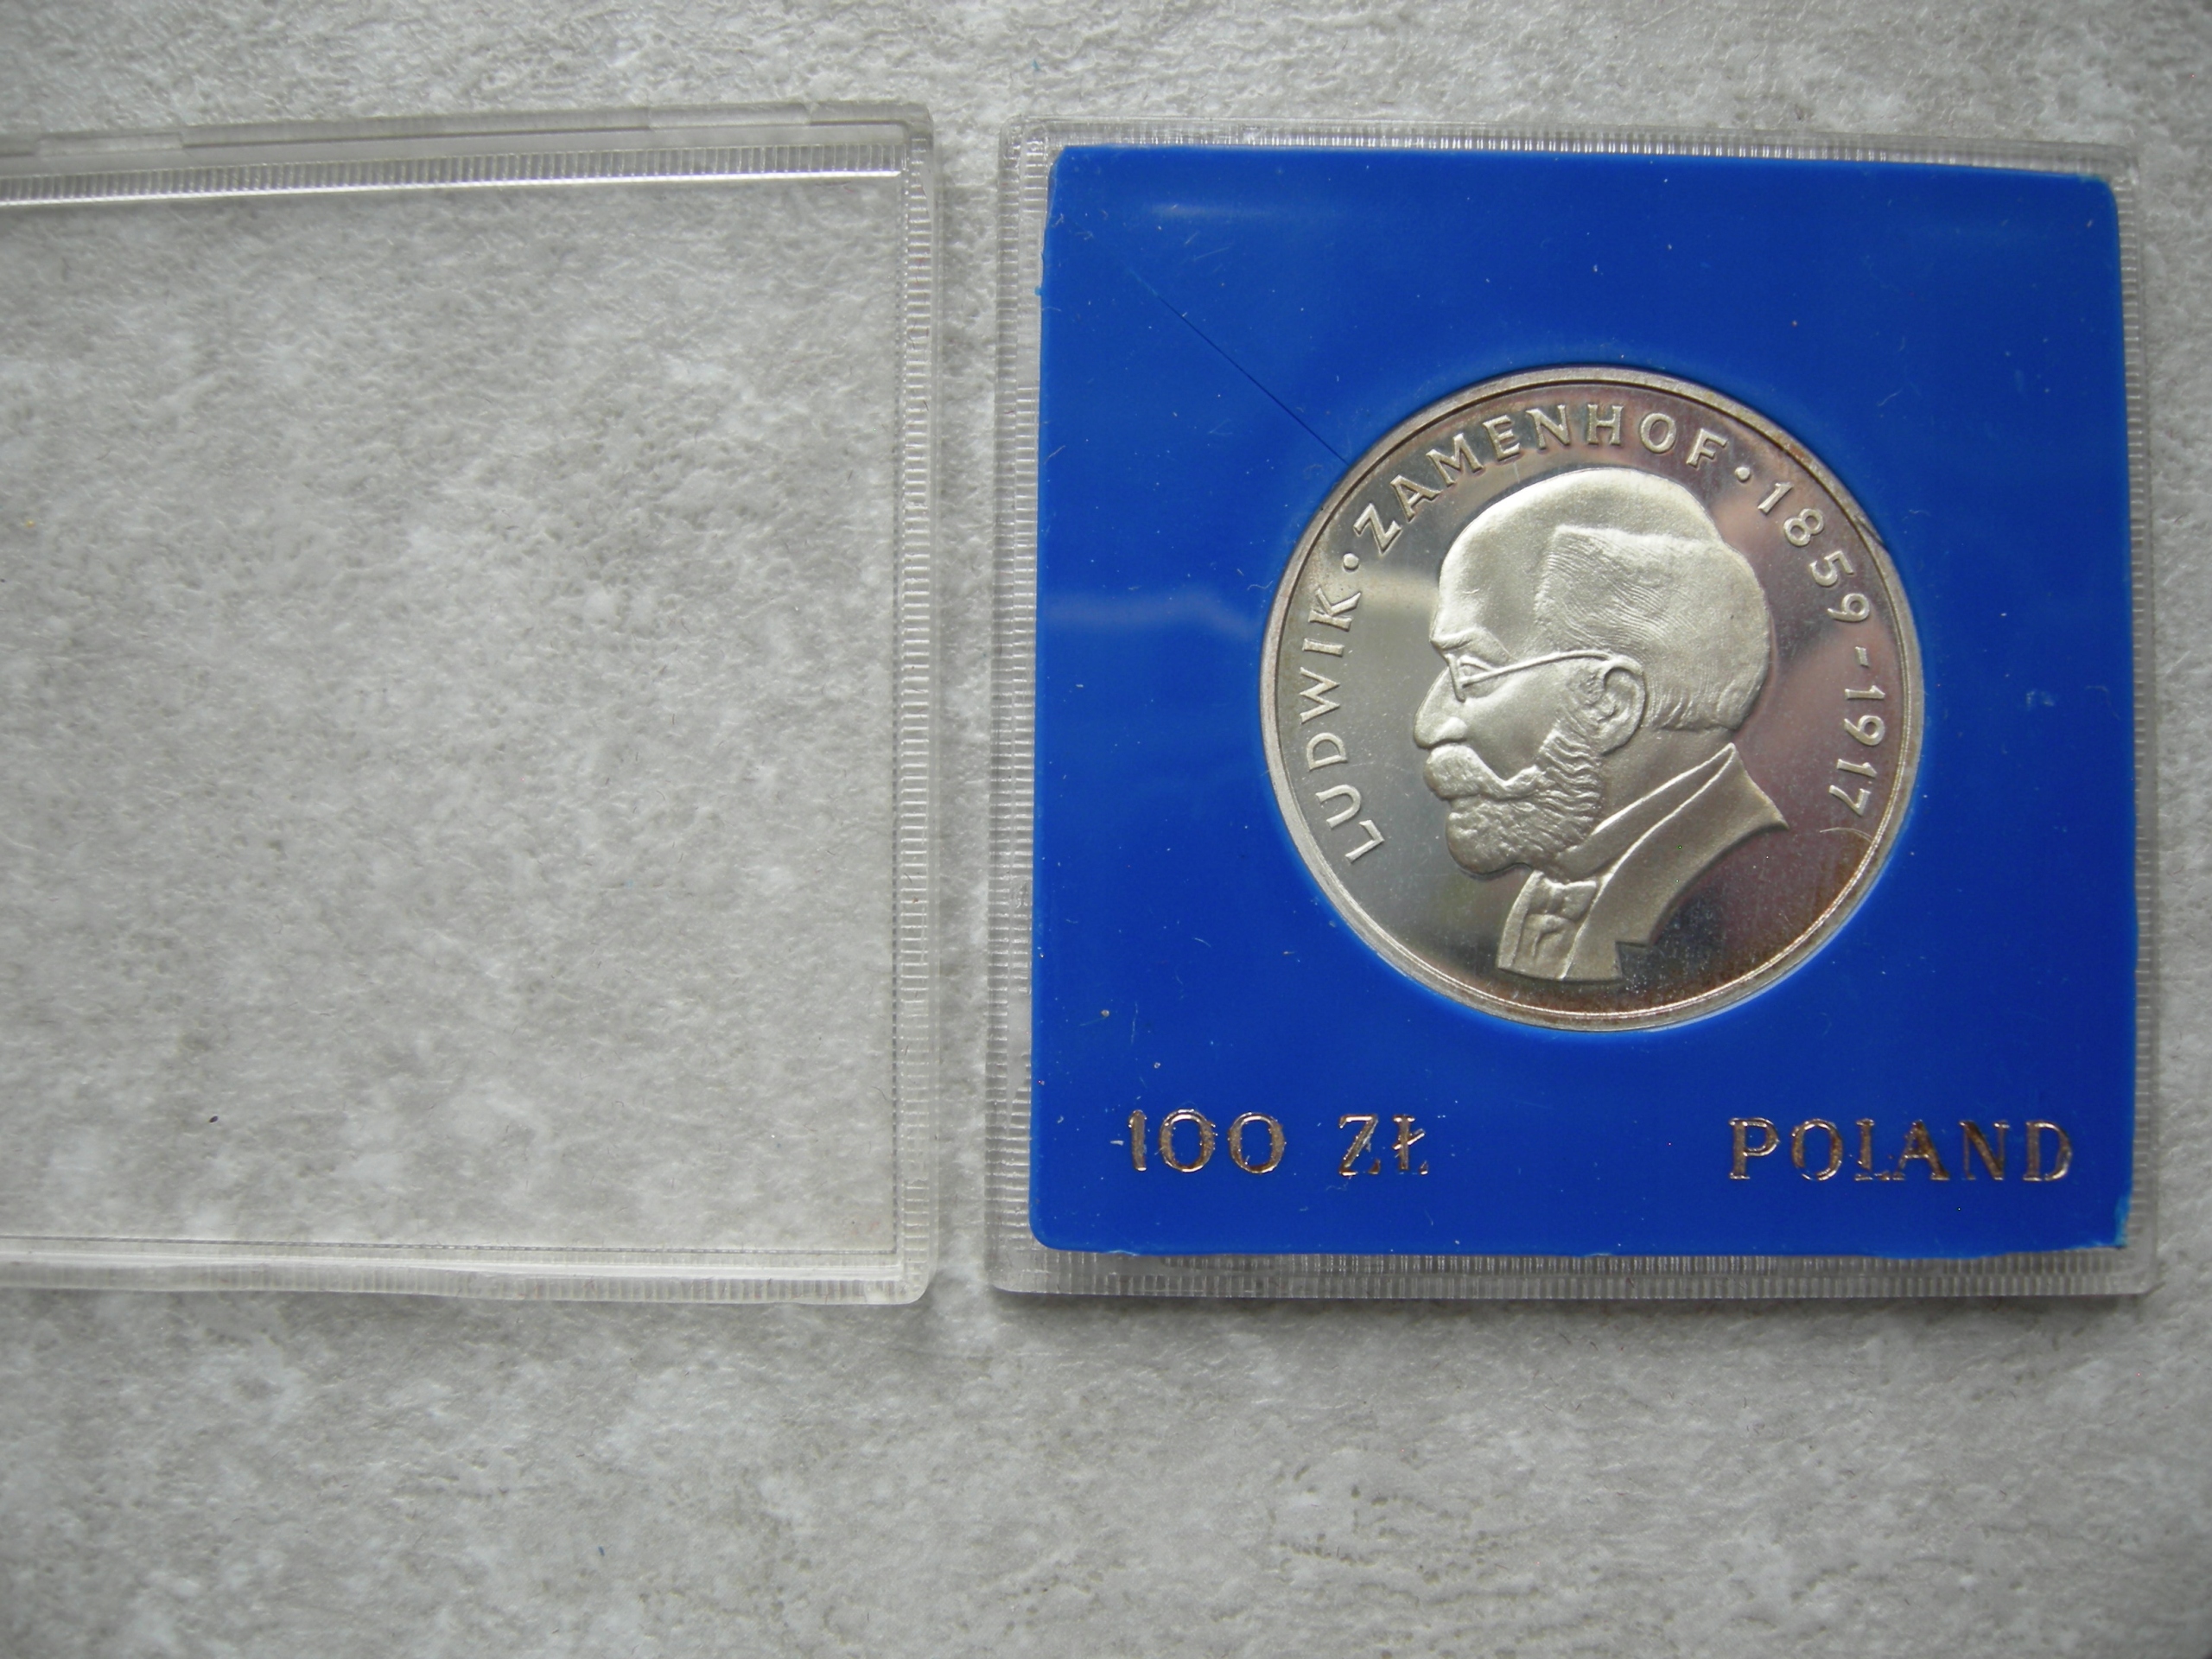 LUDWIK · ZAMENHOF · 1859-1917
100 ZŁ POLAND